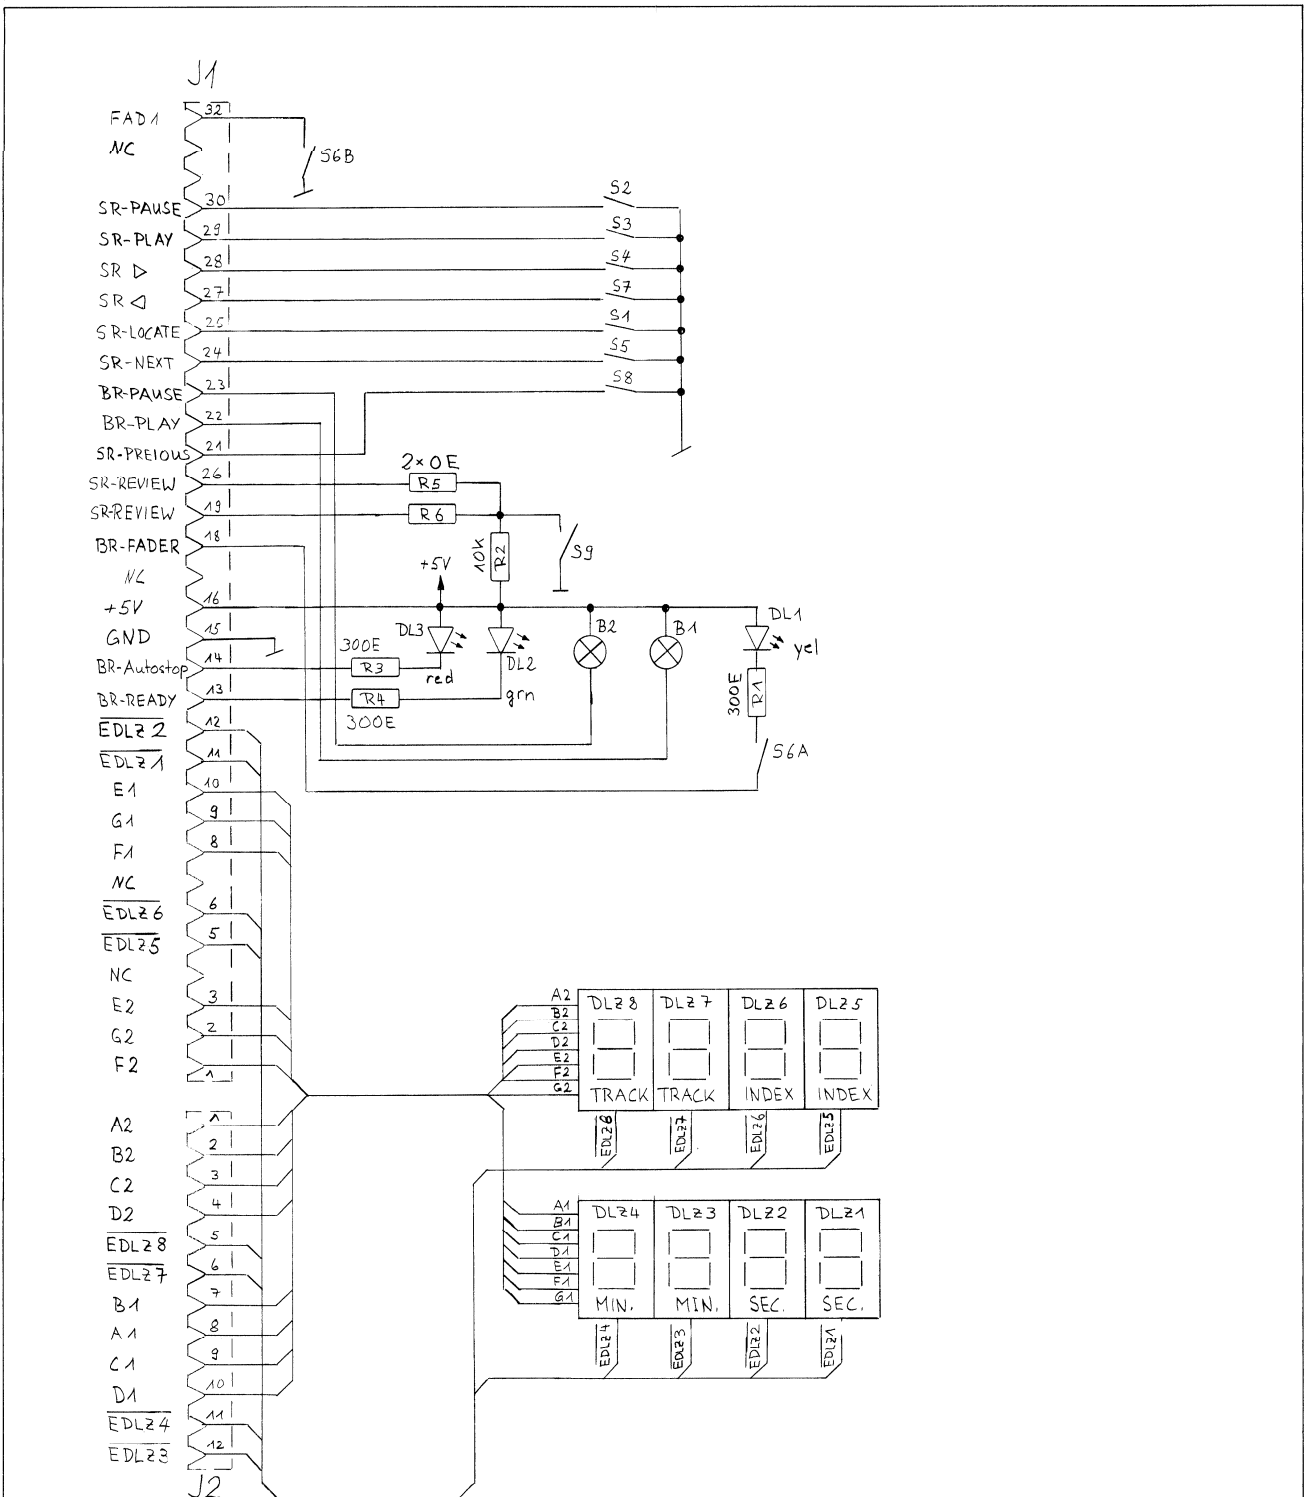 J1
FAD1 32
NC
S6B
SR-PAUSE 30 S2
SR-PLAY 29 S3
SR ▷ 28 S4
SR ◁ 27 S7
SR-LOCATE 25 S1
SR-NEXT 24 S5
BR-PAUSE 23 S8
BR-PLAY 22
SR-PREIOUS 21
2×0E
SR-REVIEW 26 R5
SR-REVIEW 19 R6
BR-FADER 18
10k R2 S9
NC
+5V
+5V 16
DL3 DL2 B2 B1 DL1
GND 15
red grn yel
BR-Autostop 14 300E R3
BR-READY 13 R4 300E
300E R1
S6A
EDLZ2 12
EDLZ1 11
E1 10
G1 9
F1 8
NC
EDLZ6 6
EDLZ5 5
NC
E2 3
G2 2
F2 1
A2
B2
C2
D2
E2
F2
G2
DLZ8 DLZ7 DLZ6 DLZ5
TRACK TRACK INDEX INDEX
EDLZ8 EDLZ7 EDLZ6 EDLZ5
A2 1
B2 2
C2 3
D2 4
EDLZ8 5
EDLZ7 6
B1 7
A1 8
C1 9
D1 10
EDLZ4 11
EDLZ3 12
J2
A1
B1
C1
D1
E1
F1
G1
DLZ4 DLZ3 DLZ2 DLZ1
MIN. MIN. SEC. SEC.
EDLZ4 EDLZ3 EDLZ2 EDLZ1